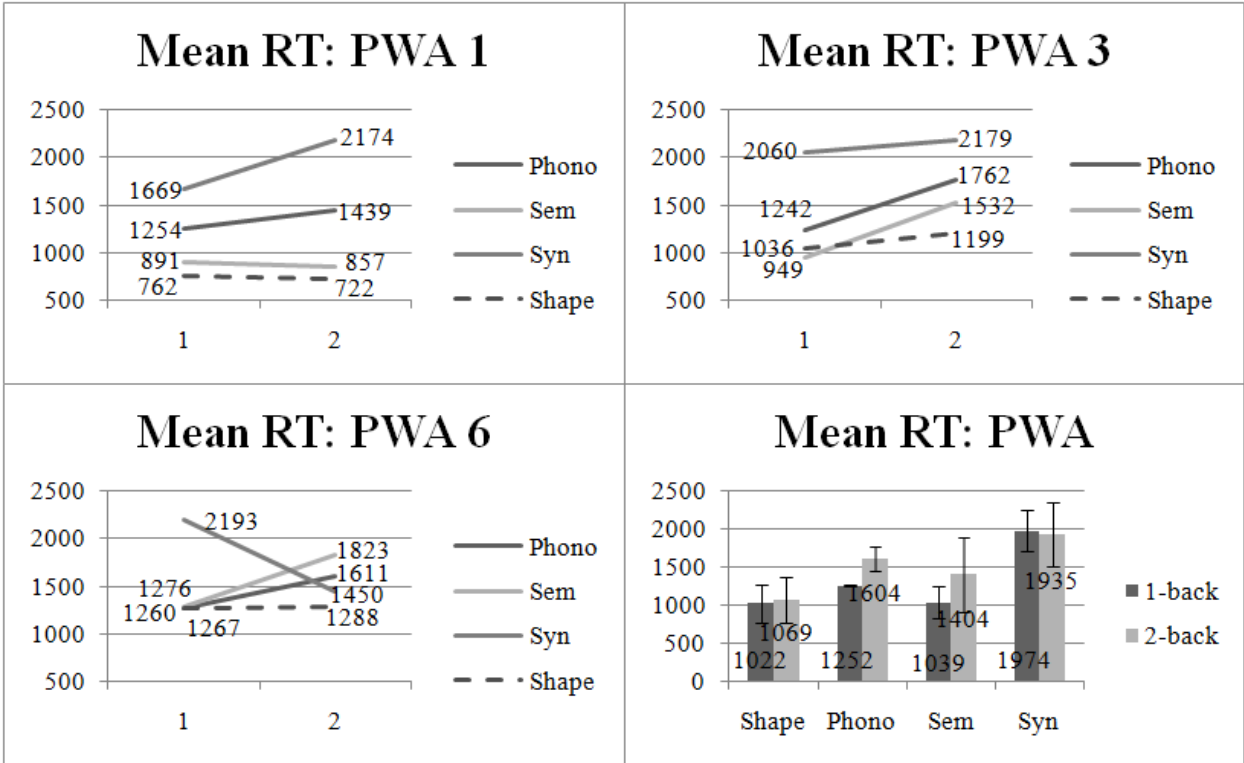 Mean RT: PWA 1
2500
2000
1500
1000
500
1669
1254
891
762
2174
1439
857
722
1
2
Phono
Sem
Syn
Shape
Mean RT: PWA 3
2500
2000
1500
1000
500
2060
1242
1036
949
2179
1762
1532
1199
1
2
Phono
Sem
Syn
Shape
Mean RT: PWA 6
2500
2000
1500
1000
500
2193
1276
1260
1267
1823
1611
1450
1288
1
2
Phono
Sem
Syn
Shape
Mean RT: PWA
2500
2000
1500
1000
500
0
1022
1069
1252
1604
1039
1404
1974
1935
Shape
Phono
Sem
Syn
1-back
2-back